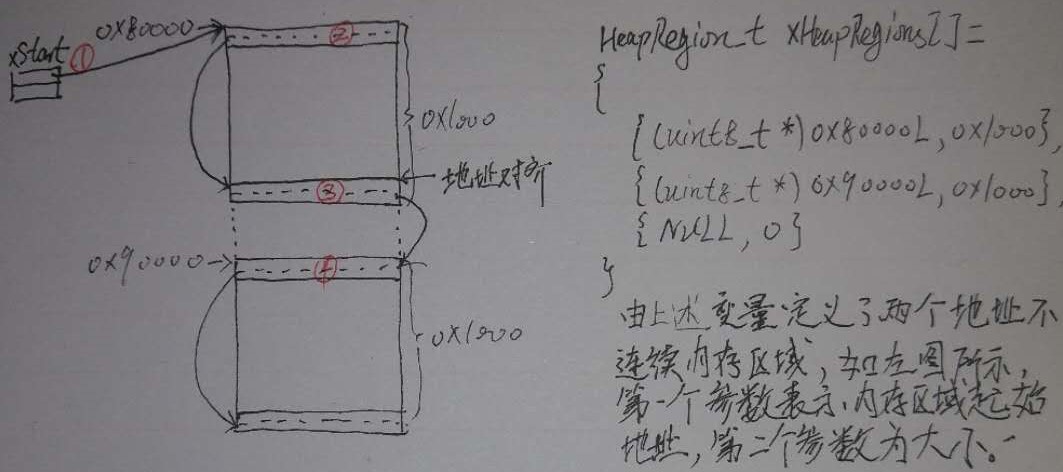 xStart
①
0x80000
②
0x1000
地址对齐
③
0x90000
④
0x1000
HeapRegion_t xHeapRegions[]=
{
{(uint8_t *)0x80000L,0x1000},
{(uint8_t *)0x90000L,0x1000},
{NULL,0}
}
由上述变量定义了两个地址不
连续内存区域,如左图所示,
第一个参数表示内存区域起始
地址,第二个参数为大小。